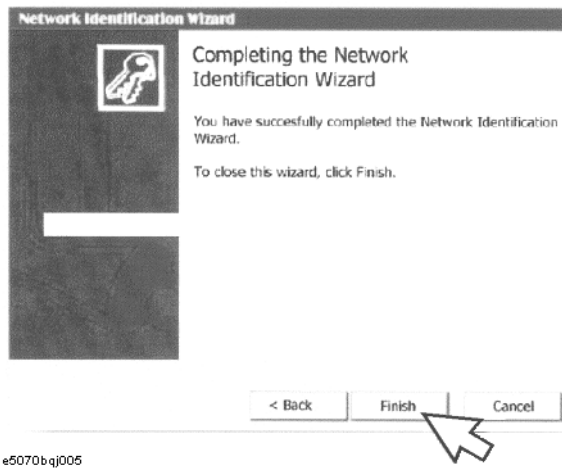 Network Identification Wizard
Completing the Network
Identification Wizard
You have succesfully completed the Network Identification
Wizard.
To close this wizard, click Finish.
< Back
Finish
Cancel
e5070bqj005